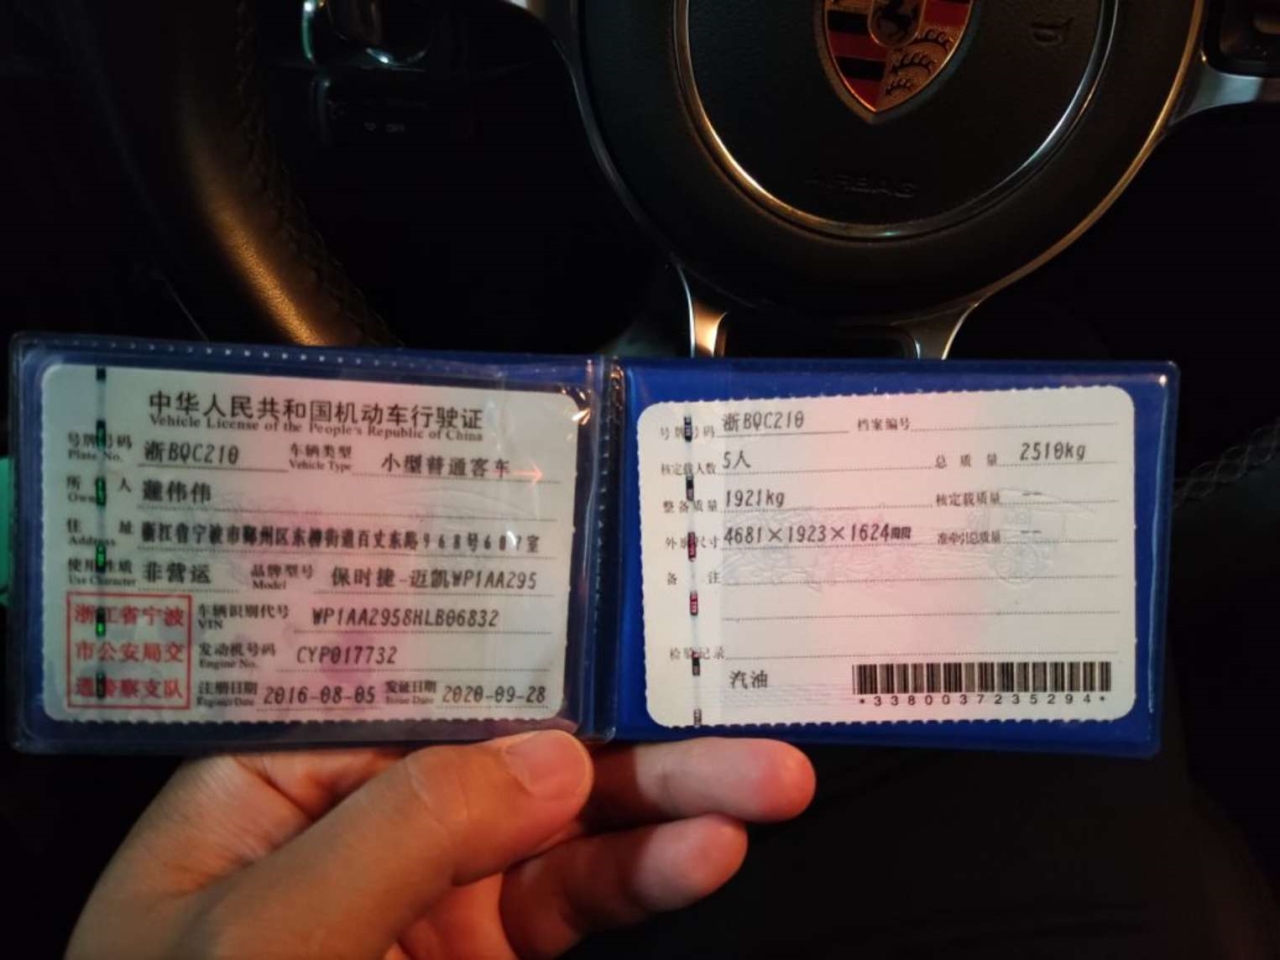 中华人民共和国机动车行驶证
Vehicle License of the People's Republic of China
号牌号码 浙BQC210 车辆类型 小型普通客车
Plate No. Vehicle Type
所 人 伟伟
Owner
住 址 浙江省宁波市鄞州区东柳街道百丈东路968号607室
Address
使用性质 非营运 品牌型号 保时捷-迈凯WP1AA295
Use Character Model
浙江省宁波
市公安局交
通警察支队
车辆识别代号 WP1AA2958HLB06832
VIN
发动机号码 CYP017732
Engine No.
注册日期 2016-08-05 发证日期 2020-09-28
Register Date Issue Date
号牌号码 浙BQC210 档案编号
核定载人数 5人 总质量 2510kg
整备质量 1921kg 核定载质量 --
外廓尺寸 4681×1923×1624mm 准牵引总质量 --
备 注
检验记录
汽油
*3380037235294*
AIRBAG